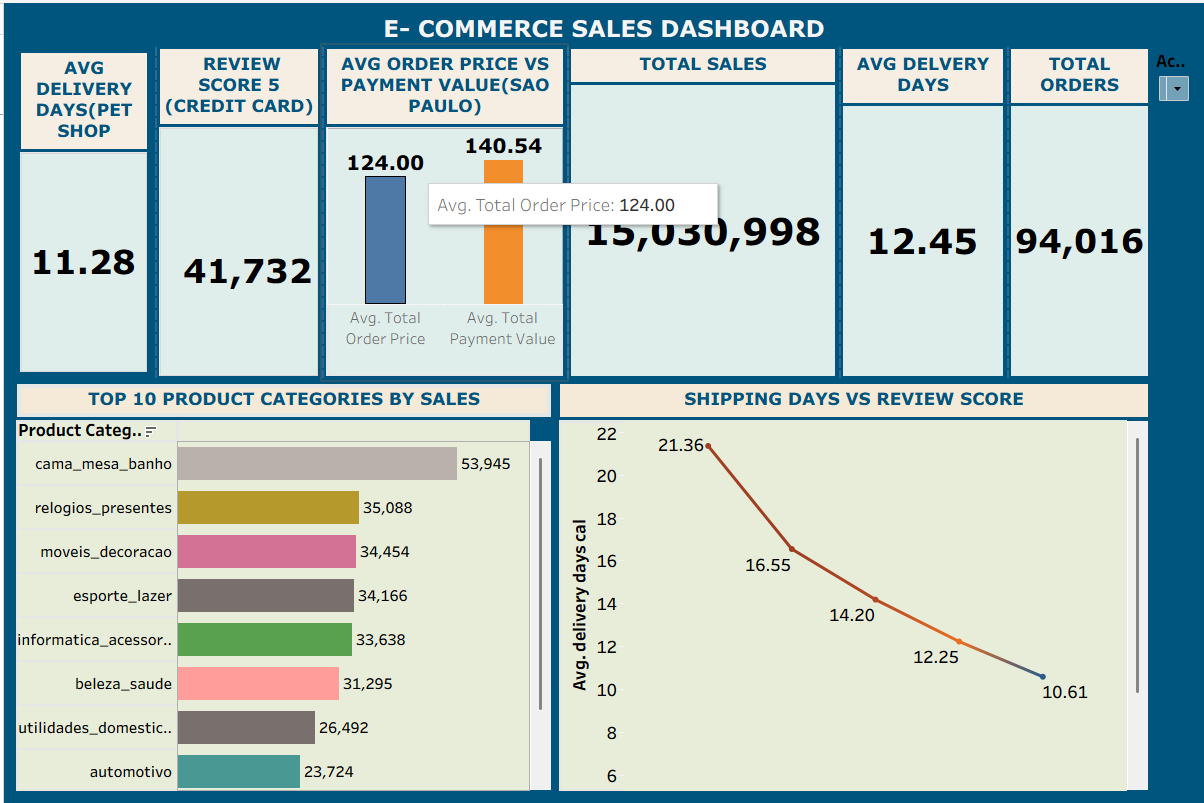 E- COMMERCE SALES DASHBOARD
AVG
DELIVERY
DAYS(PET
SHOP
11.28
REVIEW
SCORE 5
(CREDIT CARD)
41,732
AVG ORDER PRICE VS
PAYMENT VALUE(SAO
PAULO)
124.00
140.54
Avg. Total Order Price: 124.00
Avg. Total
Order Price
Avg. Total
Payment Value
TOTAL SALES
15,030,998
AVG DELVERY
DAYS
12.45
TOTAL
ORDERS
94,016
Ac..
TOP 10 PRODUCT CATEGORIES BY SALES
Product Categ..
cama_mesa_banho 53,945
relogios_presentes 35,088
moveis_decoracao 34,454
esporte_lazer 34,166
informatica_acessor.. 33,638
beleza_saude 31,295
utilidades_domestic.. 26,492
automotivo 23,724
SHIPPING DAYS VS REVIEW SCORE
Avg. delivery days cal
22
20
18
16
14
12
10
8
6
21.36
16.55
14.20
12.25
10.61